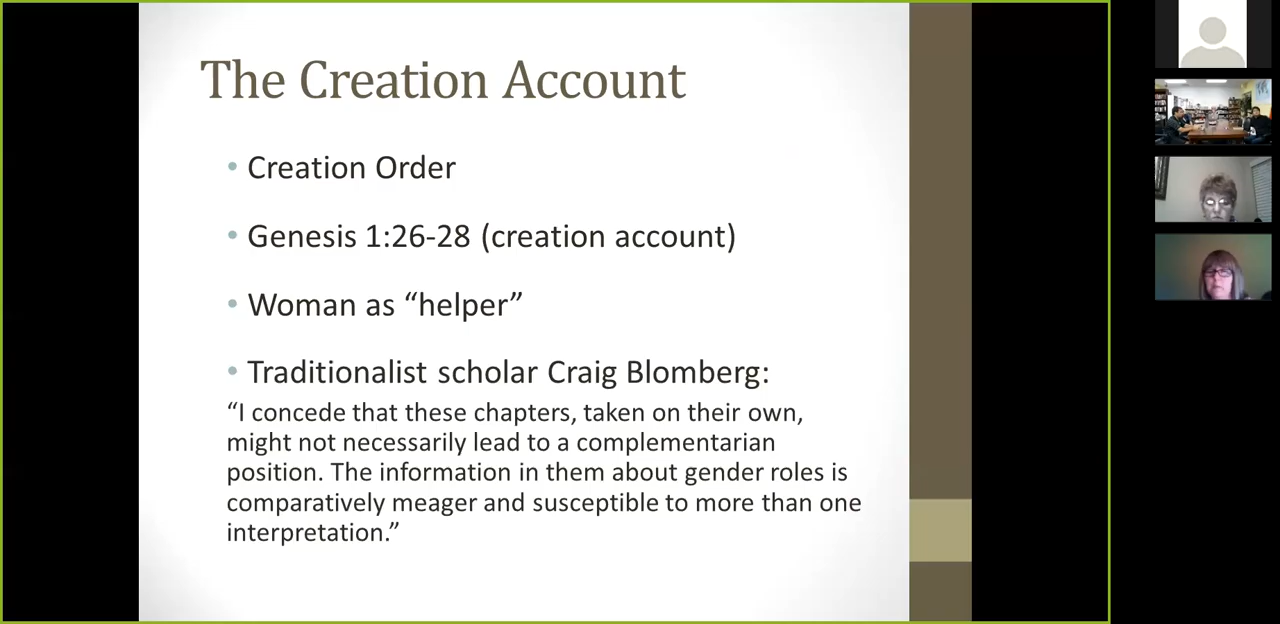 The Creation Account
• Creation Order
• Genesis 1:26-28 (creation account)
• Woman as “helper”
• Traditionalist scholar Craig Blomberg:
“I concede that these chapters, taken on their own,
might not necessarily lead to a complementarian
position. The information in them about gender roles is
comparatively meager and susceptible to more than one
interpretation.”